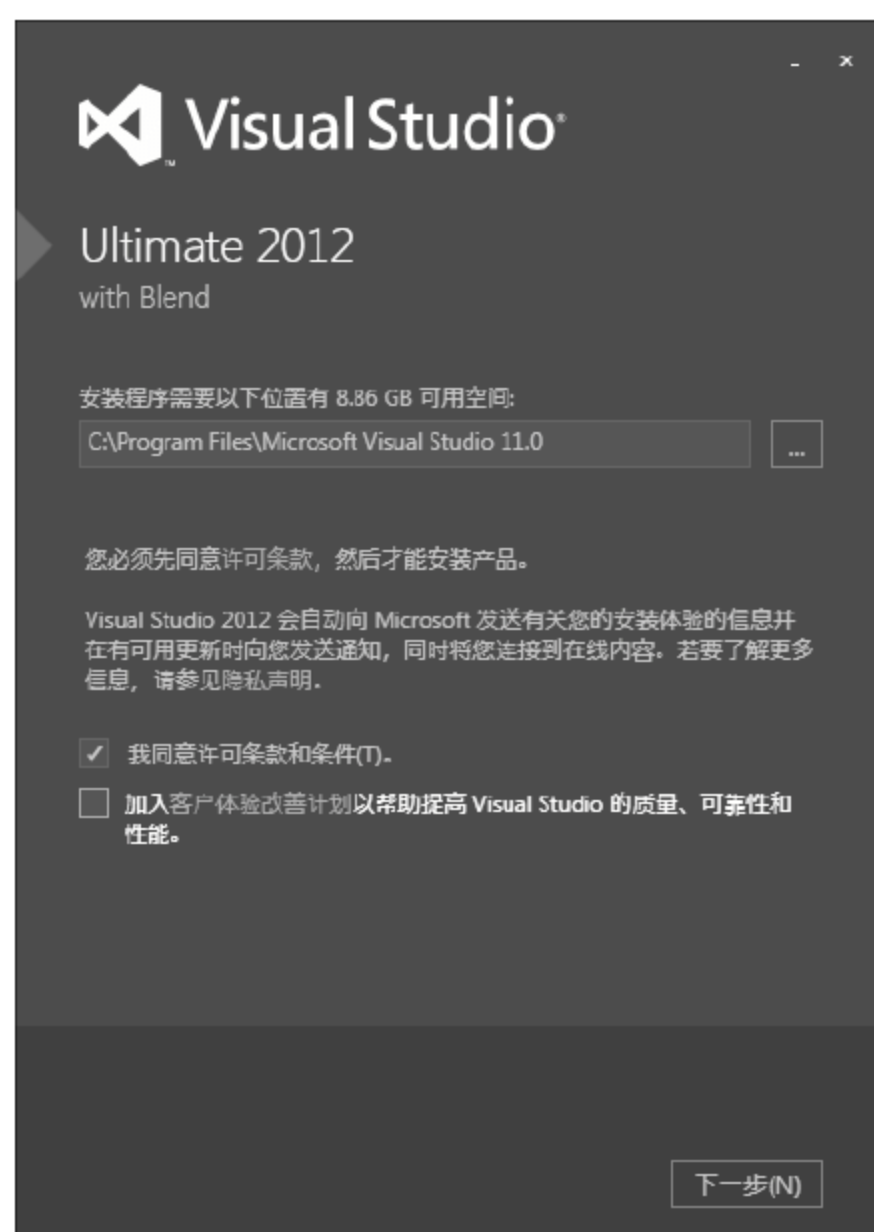 Visual Studio®
™
Ultimate 2012
with Blend
安装程序需要以下位置有 8.86 GB 可用空间:
C:\Program Files\Microsoft Visual Studio 11.0
...
您必须先同意许可条款，然后才能安装产品。
Visual Studio 2012 会自动向 Microsoft 发送有关您的安装体验的信息并
在有可用更新时向您发送通知，同时将您连接到在线内容。若要了解更多
信息，请参见隐私声明。
我同意许可条款和条件(T)。
加入客户体验改善计划以帮助提高 Visual Studio 的质量、可靠性和
性能。
下一步(N)